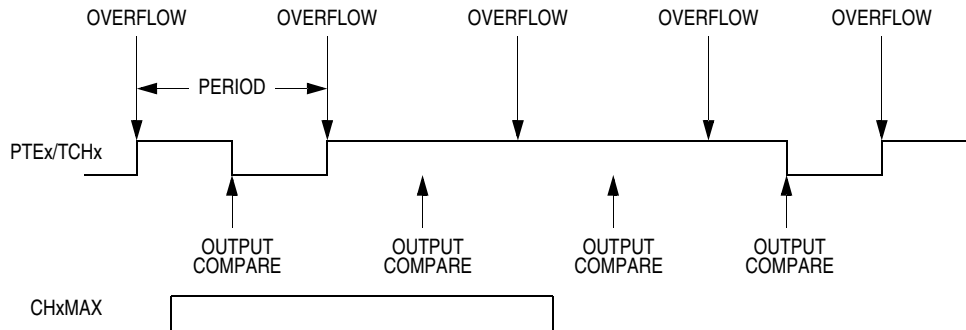 OVERFLOW OVERFLOW OVERFLOW OVERFLOW OVERFLOW
PERIOD
PTEx/TCHx
OUTPUT OUTPUT OUTPUT OUTPUT
COMPARE COMPARE COMPARE COMPARE
CHxMAX